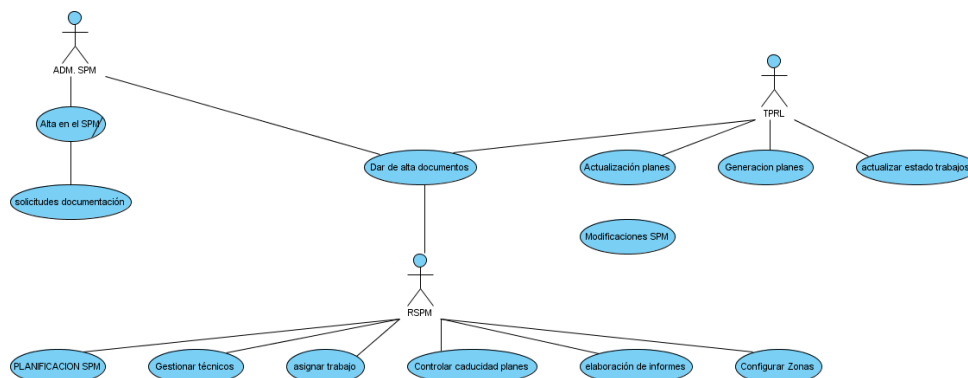 ADM. SPM
TPRL
Alta en el SPM
Dar de alta documentos
Actualización planes
Generacion planes
actualizar estado trabajos
solicitudes documentación
Modificaciones SPM
RSPM
PLANIFICACION SPM
Gestionar técnicos
asignar trabajo
Controlar caducidad planes
elaboración de informes
Configurar Zonas